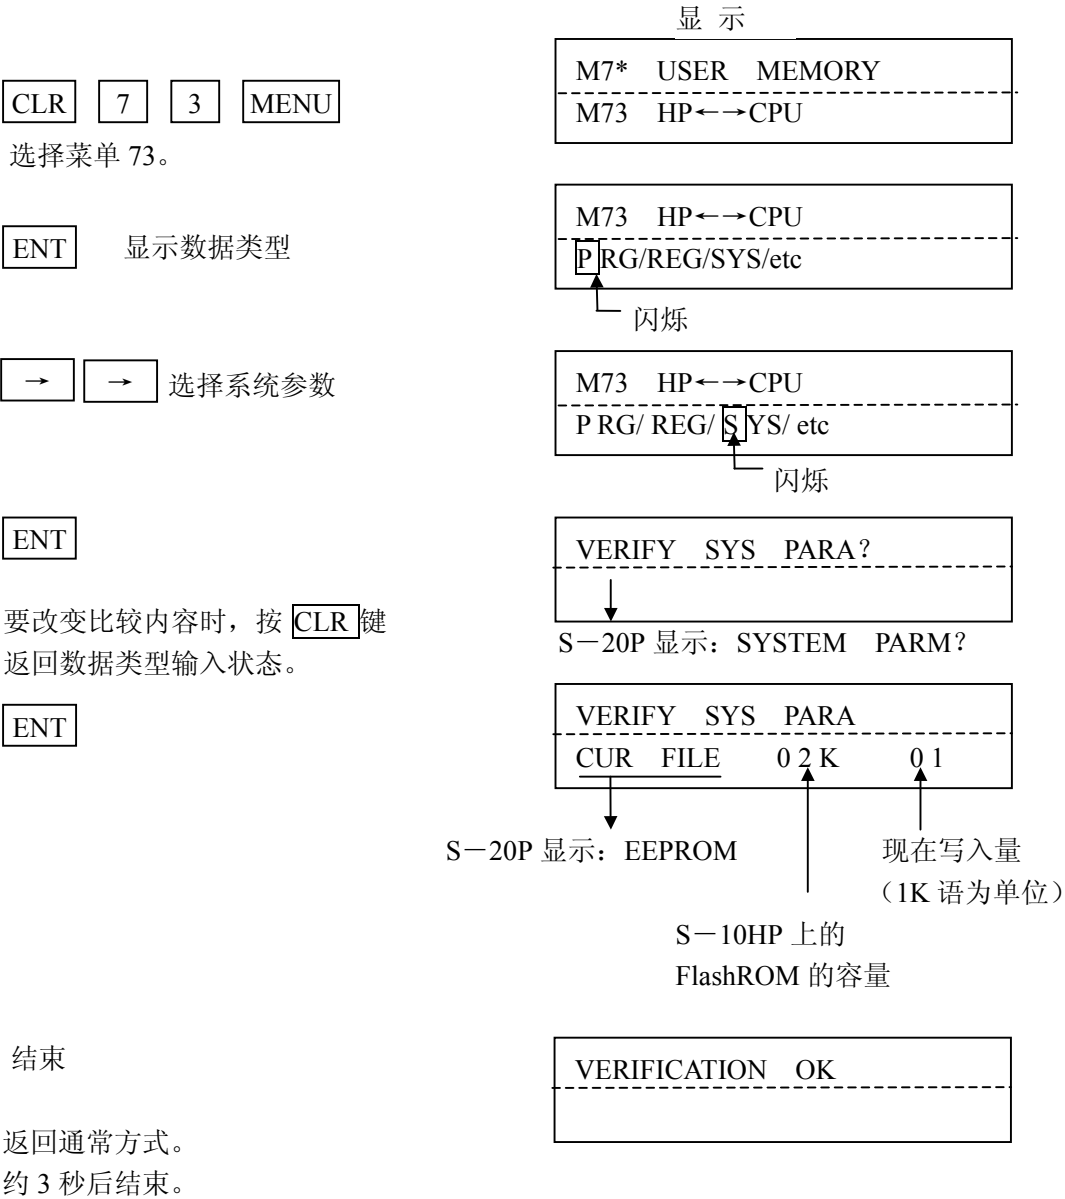 显 示
M7* USER MEMORY
CLR 7 3 MENU
M73 HP←→CPU
选择菜单 73。
M73 HP←→CPU
ENT 显示数据类型
P RG/REG/SYS/etc
闪烁
→ → 选择系统参数
M73 HP←→CPU
P RG/ REG/ S YS/ etc
闪烁
ENT
VERIFY SYS PARA？
要改变比较内容时，按 CLR 键
返回数据类型输入状态。
S－20P 显示：SYSTEM PARM？
ENT
VERIFY SYS PARA
CUR FILE 0 2 K 0 1
S－20P 显示：EEPROM
现在写入量
（1K 语为单位）
S－10HP 上的
FlashROM 的容量
结束
VERIFICATION OK
返回通常方式。
约 3 秒后结束。